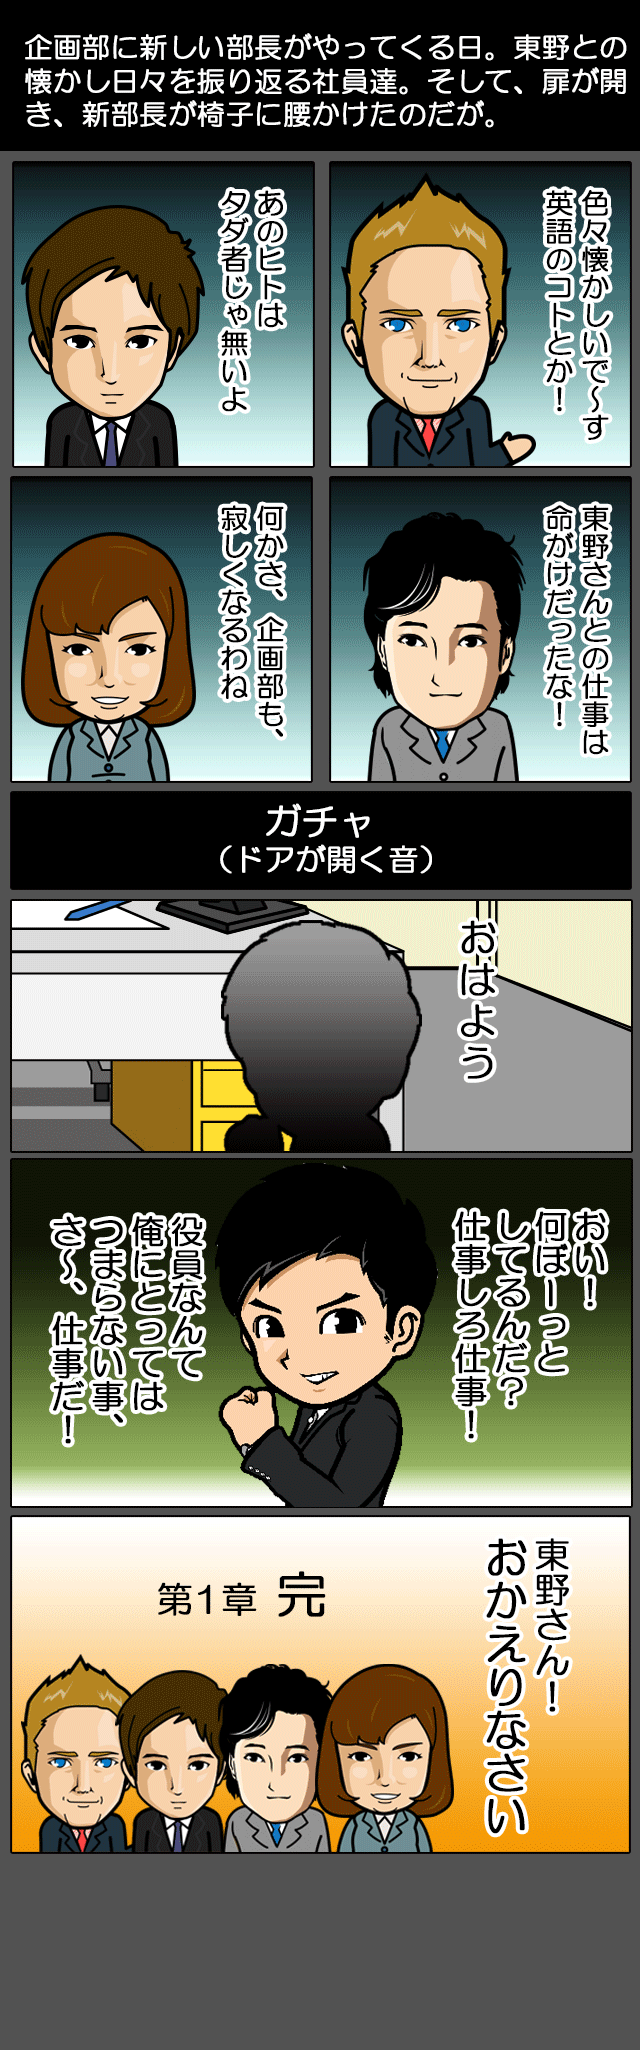 企画部に新しい部長がやってくる日。東野との
懐かし日々を振り返る社員達。そして、扉が開
き、新部長が椅子に腰かけたのだが。
色々懐かしいで〜す
英語のコトとか！
あのヒトは
タダ者じゃ無いよ
東野さんとの仕事は
命がけだったな！
何かさ、企画部も、
寂しくなるわね
ガチャ
（ドアが開く音）
おはよう
おい！
何ぼーっと
してるんだ？
仕事しろ仕事！
役員なんて
俺にとっては
つまらない事、
さ〜、仕事だ！
東野さん！
おかえりなさい
第1章 完